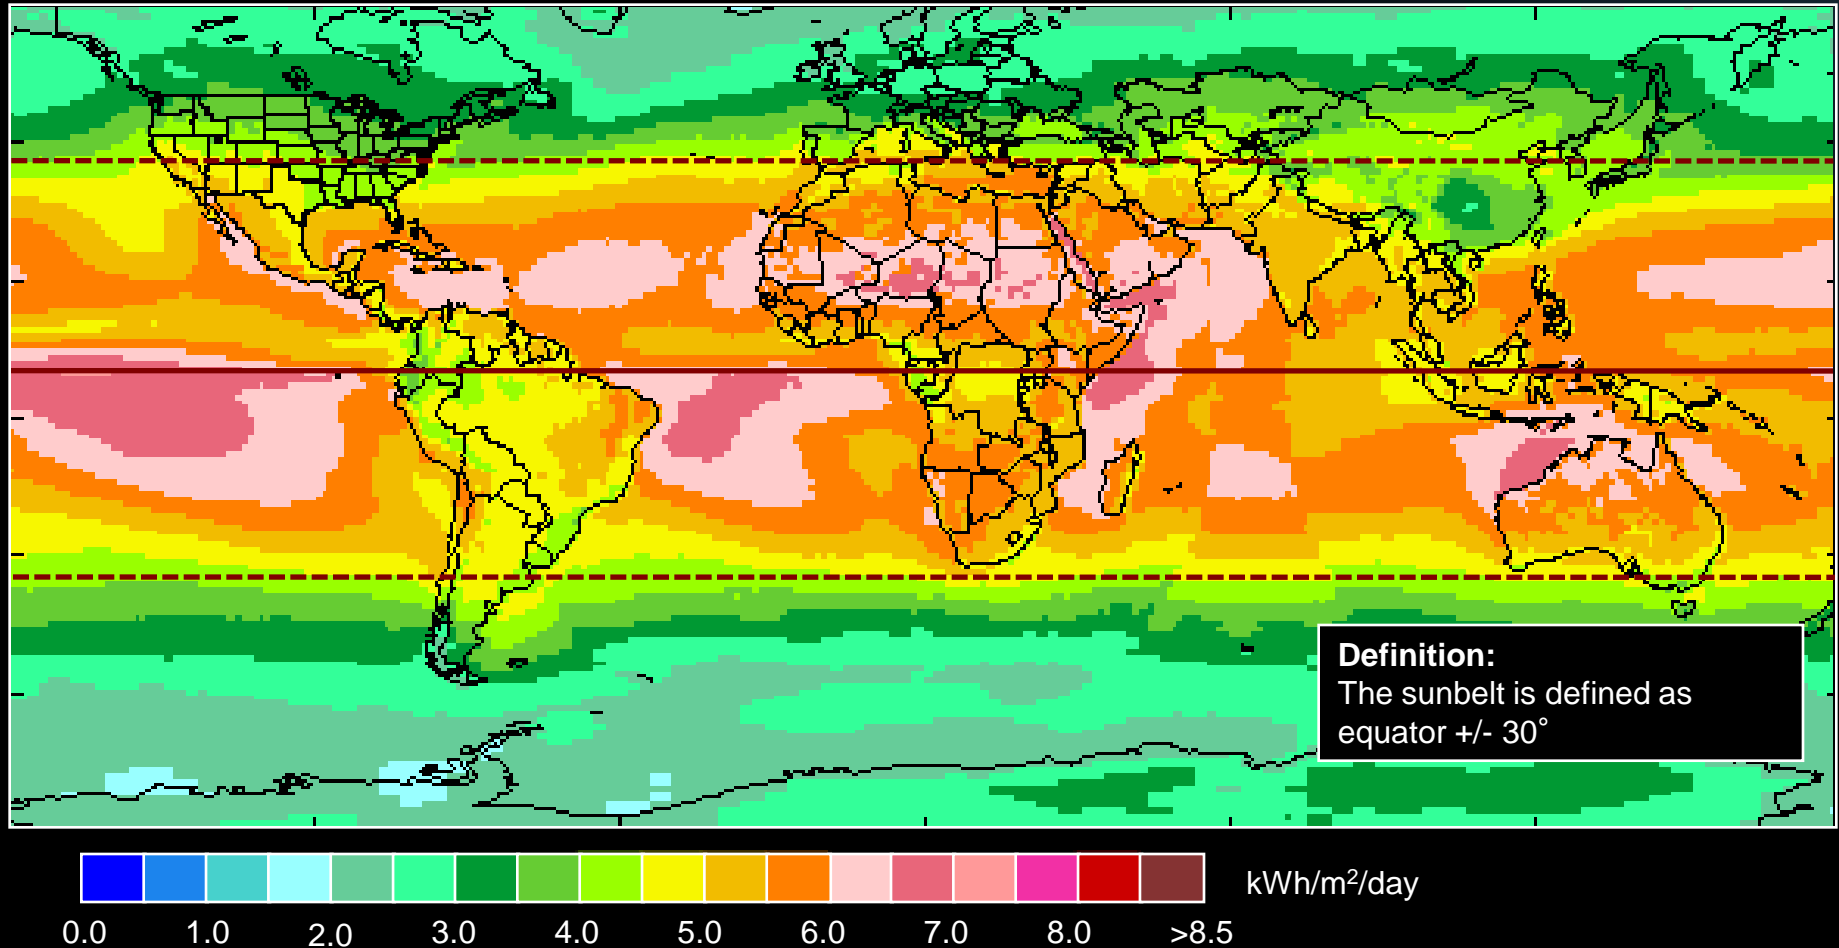 Definition:
The sunbelt is defined as
equator +/- 30˚
kWh/m²/day
0.0 1.0 2.0 3.0 4.0 5.0 6.0 7.0 8.0 >8.5